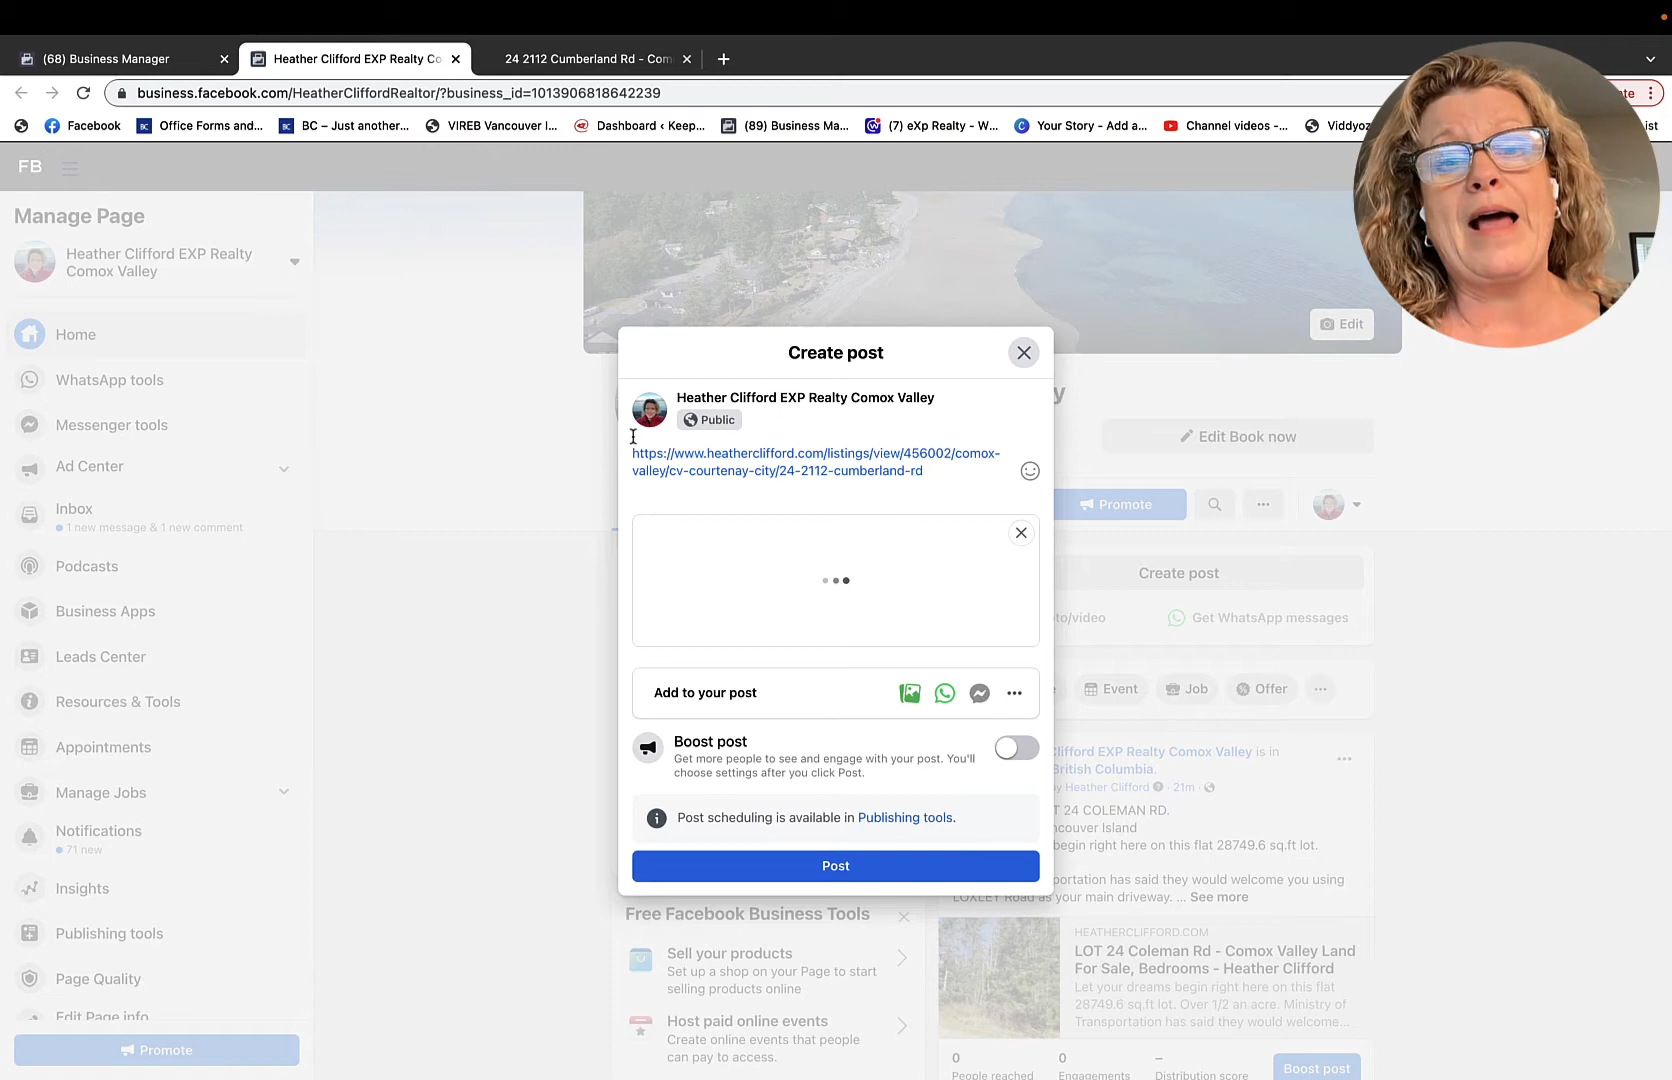 (68) Business Manager
Heather Clifford EXP Realty Co
24 2112 Cumberland Rd - Com
business.facebook.com/HeatherCliffordRealtor/?business_id=1013906818642239
Facebook
Office Forms and...
BC – Just another...
VIREB Vancouver I...
Dashboard ‹ Keep...
(89) Business Ma...
(7) eXp Realty - W...
Your Story - Add a...
Channel videos -...
Viddyoz
FB
Manage Page
Heather Clifford EXP Realty
Comox Valley
Home
WhatsApp tools
Messenger tools
Ad Center
Inbox
1 new message & 1 new comment
Podcasts
Business Apps
Leads Center
Resources & Tools
Appointments
Manage Jobs
Notifications
71 new
Insights
Publishing tools
Page Quality
Edit Page info
Promote
Edit
Edit Book now
Promote
Create post
Heather Clifford EXP Realty Comox Valley
Public
https://www.heatherclifford.com/listings/view/456002/comox-
valley/cv-courtenay-city/24-2112-cumberland-rd
Add to your post
Boost post
Get more people to see and engage with your post. You'll
choose settings after you click Post.
Post scheduling is available in Publishing tools.
Post
Free Facebook Business Tools
Sell your products
Set up a shop on your Page to start
selling products online
Host paid online events
Create online events that people
can pay to access.
Create post
to/video
Get WhatsApp messages
Event
Job
Offer
lifford EXP Realty Comox Valley is in
British Columbia.
by Heather Clifford · 21m ·
T 24 COLEMAN RD.
ncouver Island
begin right here on this flat 28749.6 sq.ft lot.
portation has said they would welcome you using
LOXLEY Road as your main driveway. ... See more
HEATHERCLIFFORD.COM
LOT 24 Coleman Rd - Comox Valley Land
For Sale, Bedrooms - Heather Clifford
Let your dreams begin right here on this flat
28749.6 sq.ft lot. Over 1/2 an acre. Ministry of
Transportation has said they would welcome...
0
People reached
0
Engagements
–
Distribution score
Boost post